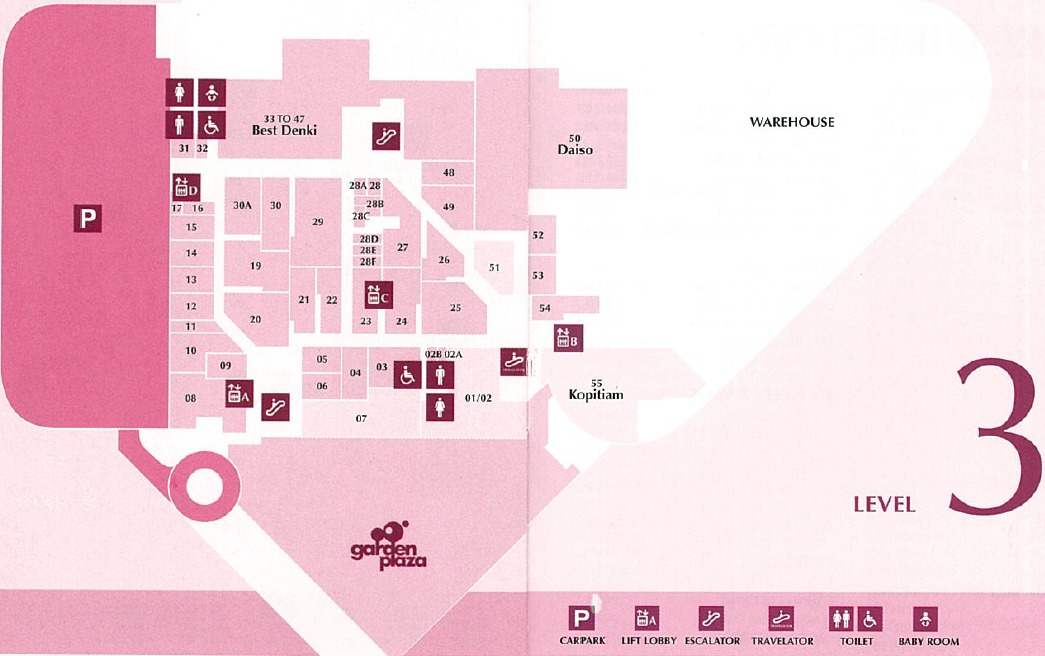 P
33 TO 47
Best Denki
50
Daiso
WAREHOUSE
31 32
D
17 16
15
14
13
12
11
10
09
08
A
30A
30
29
28A 28
28B
28C
28D
28E
28F
27
48
49
26
51
52
53
54
19
20
21
22
C
23
24
25
B
05
06
04
03
02B 02A
01/02
07
55
Kopitiam
garden
plaza
LEVEL 3
P
A
CARPARK LIFT LOBBY ESCALATOR TRAVELATOR TOILET BABY ROOM